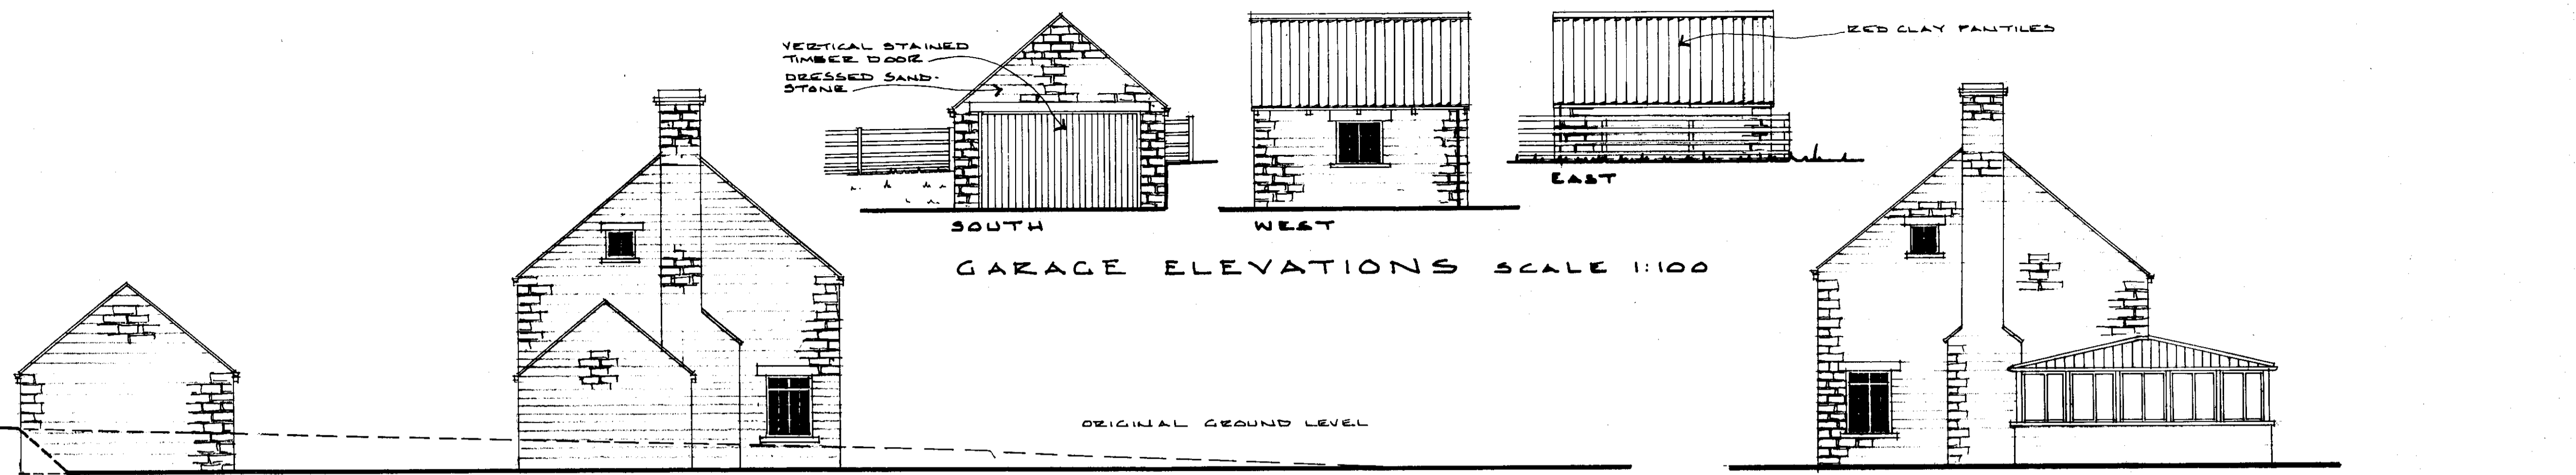 VERTICAL STAINED
TIMBER DOOR
DRESSED SAND-
STONE
RED CLAY PANTILES
SOUTH
WEST
EAST
GARAGE ELEVATIONS SCALE 1:100
ORIGINAL GROUND LEVEL